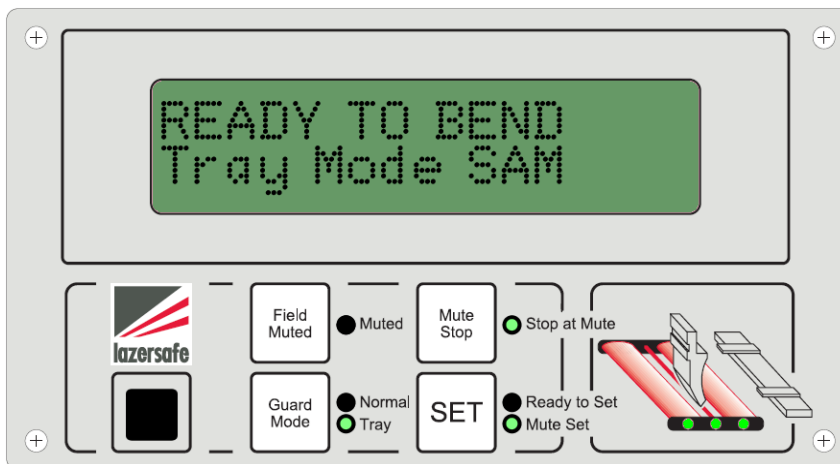 READY TO BEND
Tray Mode SAM
lazersafe
Field
Muted
Muted
Mute
Stop
Stop at Mute
Guard
Mode
Normal
Tray
SET
Ready to Set
Mute Set